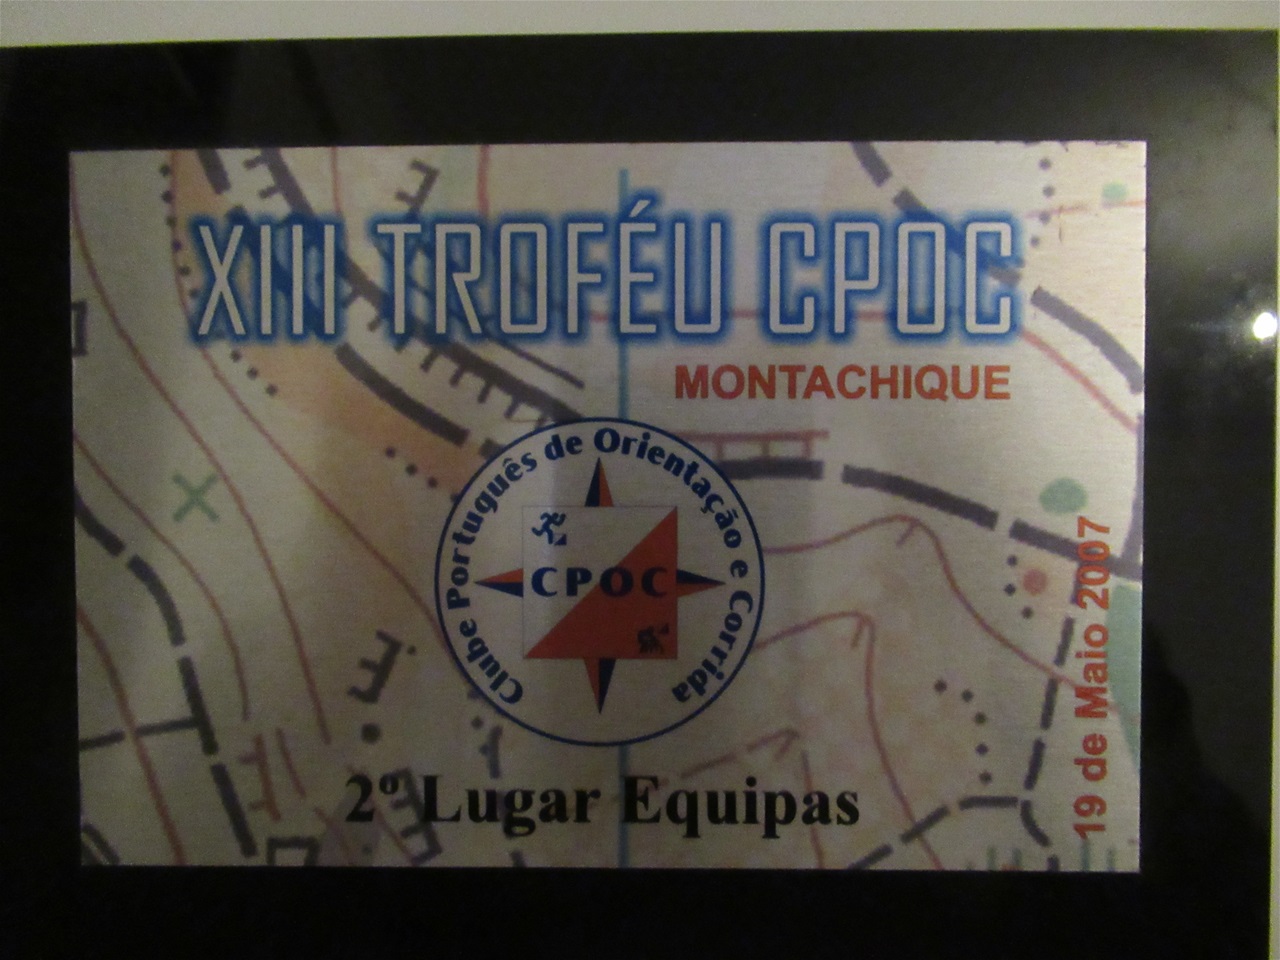 XIII TROFÉU CPOC
MONTACHIQUE
Clube Português de Orientação e Corrida
CPOC
2º Lugar Equipas
19 de Maio 2007